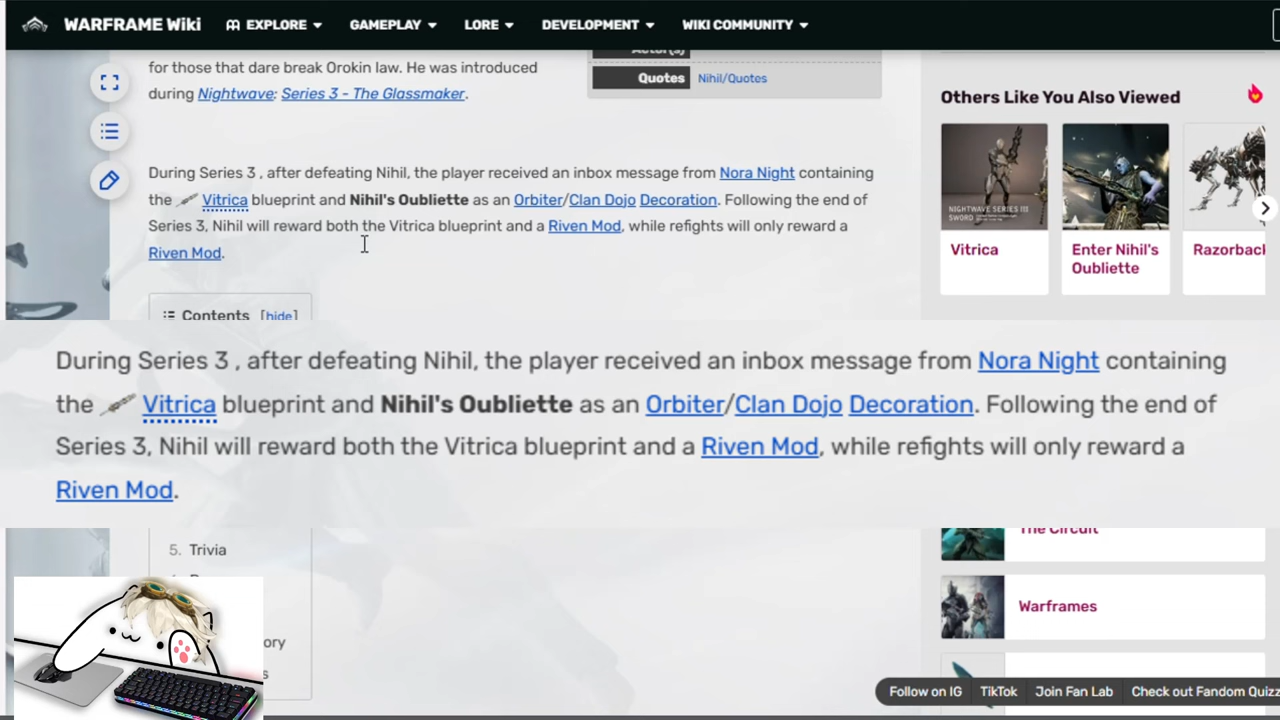 WARFRAME Wiki EXPLORE GAMEPLAY LORE DEVELOPMENT WIKI COMMUNITY
for those that dare break Orokin law. He was introduced
during Nightwave: Series 3 - The Glassmaker.
Actor(s)
Quotes Nihil/Quotes
During Series 3 , after defeating Nihil, the player received an inbox message from Nora Night containing
the Vitrica blueprint and Nihil's Oubliette as an Orbiter/Clan Dojo Decoration. Following the end of
Series 3, Nihil will reward both the Vitrica blueprint and a Riven Mod, while refights will only reward a
Riven Mod.
Contents [hide]
Others Like You Also Viewed
NIGHTWAVE SERIES III
SWORD
Vitrica
Enter Nihil's
Oubliette
Razorback
During Series 3 , after defeating Nihil, the player received an inbox message from Nora Night containing
the Vitrica blueprint and Nihil's Oubliette as an Orbiter/Clan Dojo Decoration. Following the end of
Series 3, Nihil will reward both the Vitrica blueprint and a Riven Mod, while refights will only reward a
Riven Mod.
5. Trivia
ory
s
The Circuit
Warframes
Follow on IG TikTok Join Fan Lab Check out Fandom Quizz